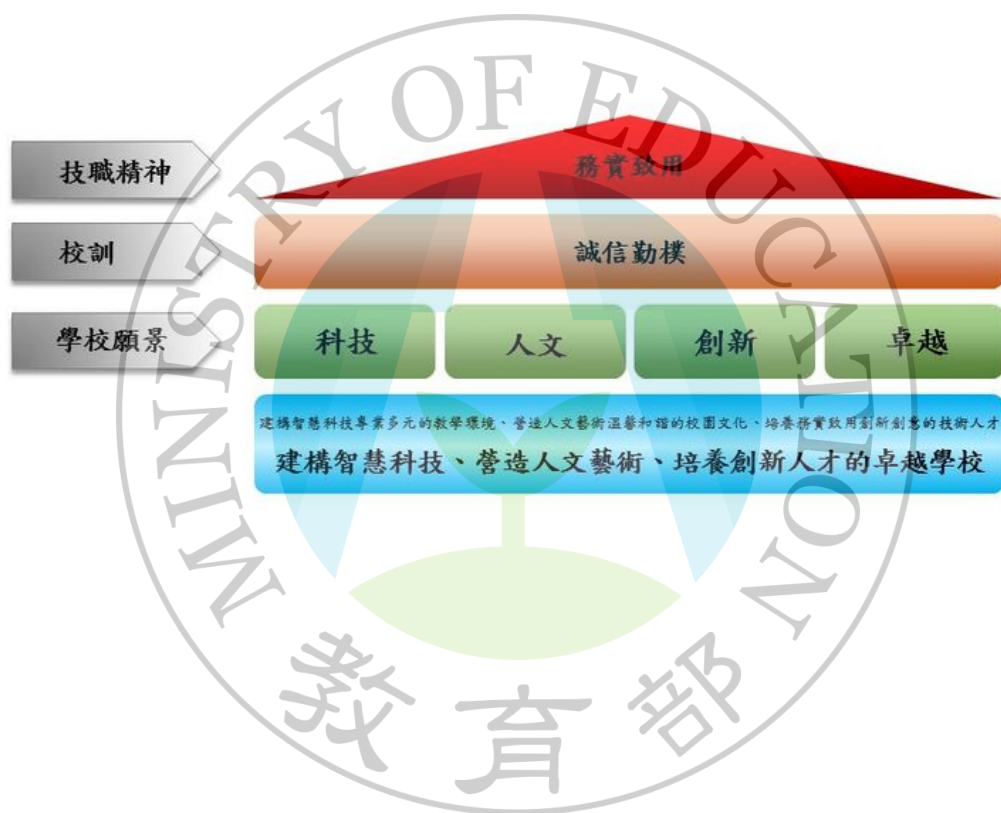 技職精神
務實致用
校訓
誠信勤樸
學校願景
科技
人文
創新
卓越
建構智慧科技專業多元的教學環境、營造人文藝術溫馨和諧的校園文化、培養務實致用創新創意的技術人才
建構智慧科技、營造人文藝術、培養創新人才的卓越學校
MINISTRY OF EDUCATION
教育部